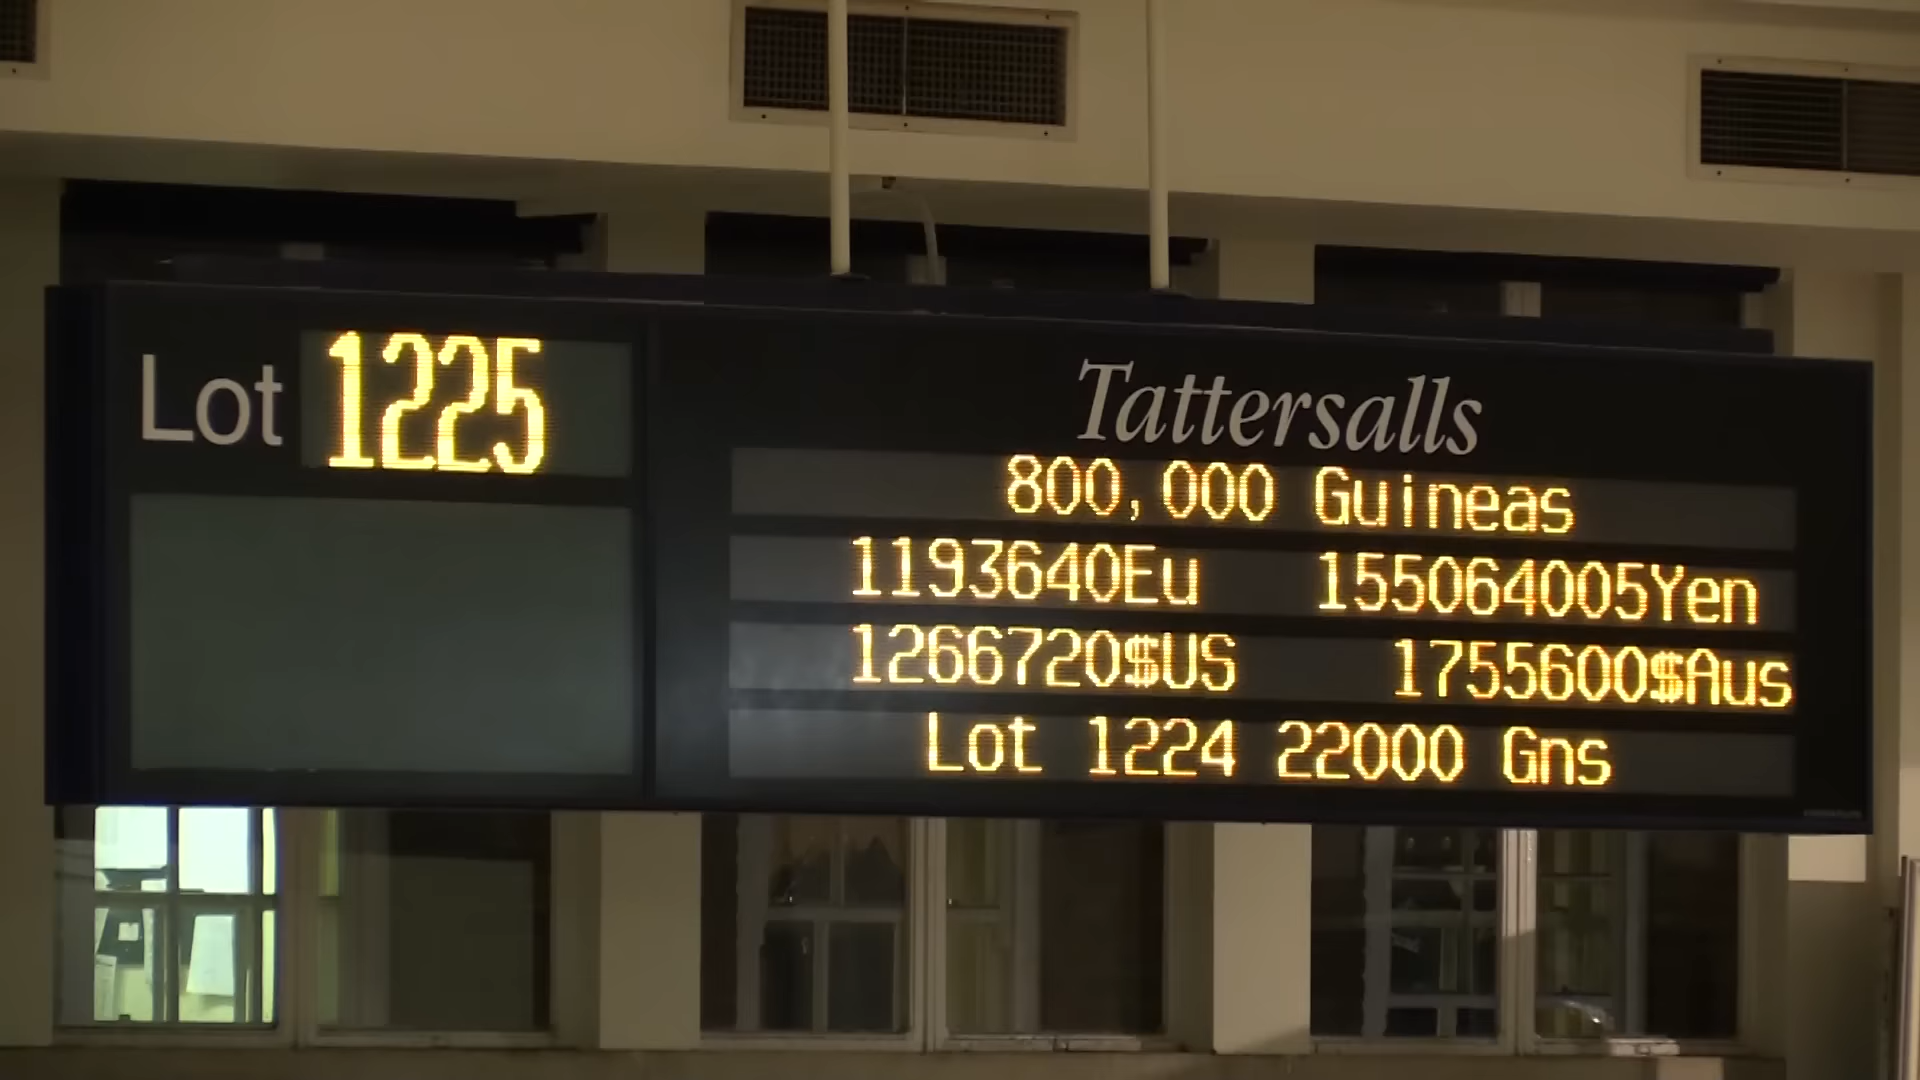 Lot 1225
Tattersalls
800,000 Guineas
1193640Eu 155064005Yen
1266720$US 1755600$Aus
Lot 1224 22000 Gns